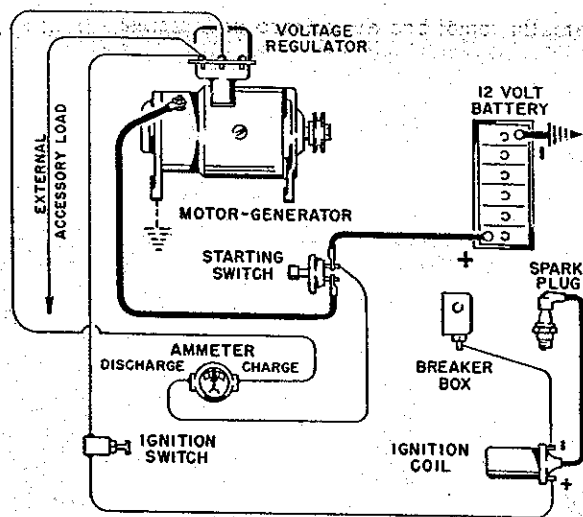 VOLTAGE
REGULATOR
12 VOLT
BATTERY
EXTERNAL
ACCESSORY LOAD
MOTOR-GENERATOR
STARTING
SWITCH
+
SPARK
PLUG
AMMETER
DISCHARGE
CHARGE
BREAKER
BOX
IGNITION
SWITCH
IGNITION
COIL
+